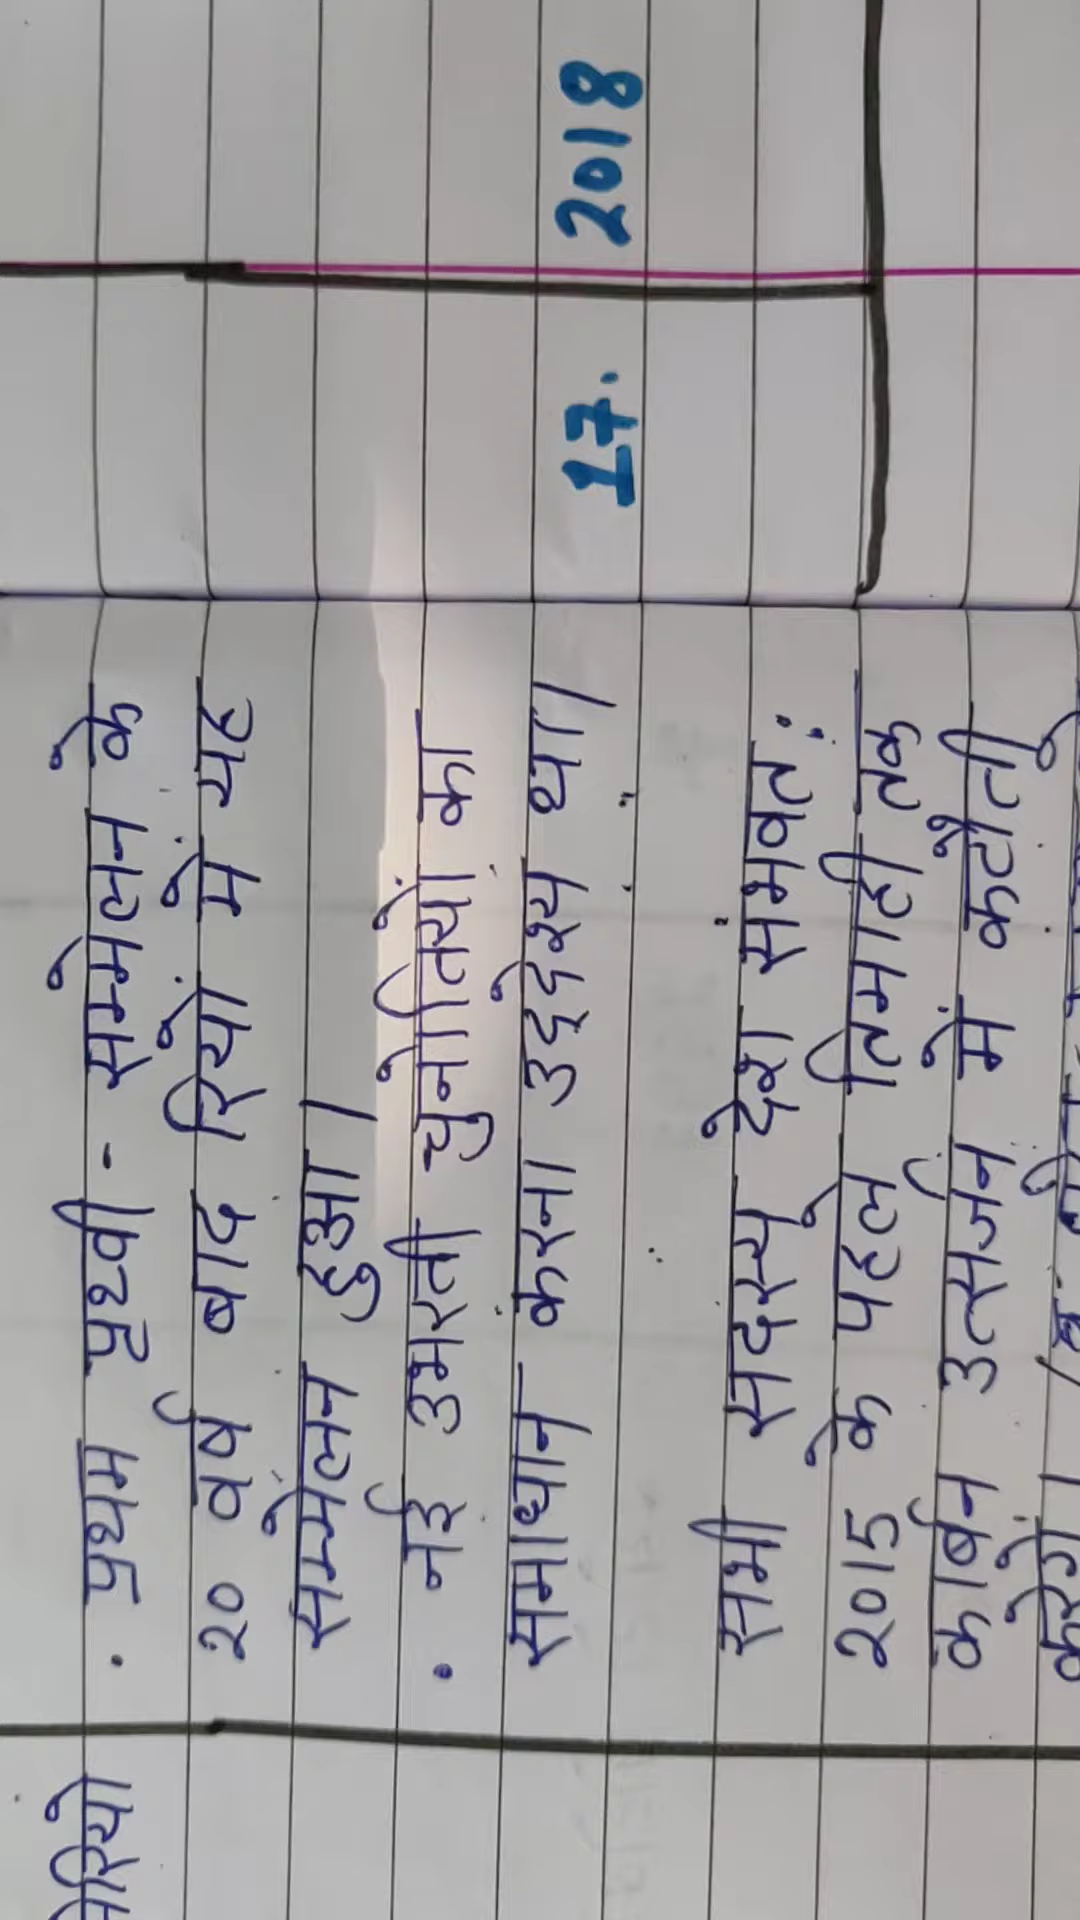 . प्रथम पृथ्वी - सम्मेलन के
20 वर्ष बाद रियो में यह
सम्मेलन हुआ।
. नई उभरती चुनौतियों का
समाधान करना उद्देश्य था।
17. 2018
सभी सदस्य देश संभवत:
2015 के पहले तिमाही तक
कार्बन उत्सर्जन में कटौती
करेंगे।